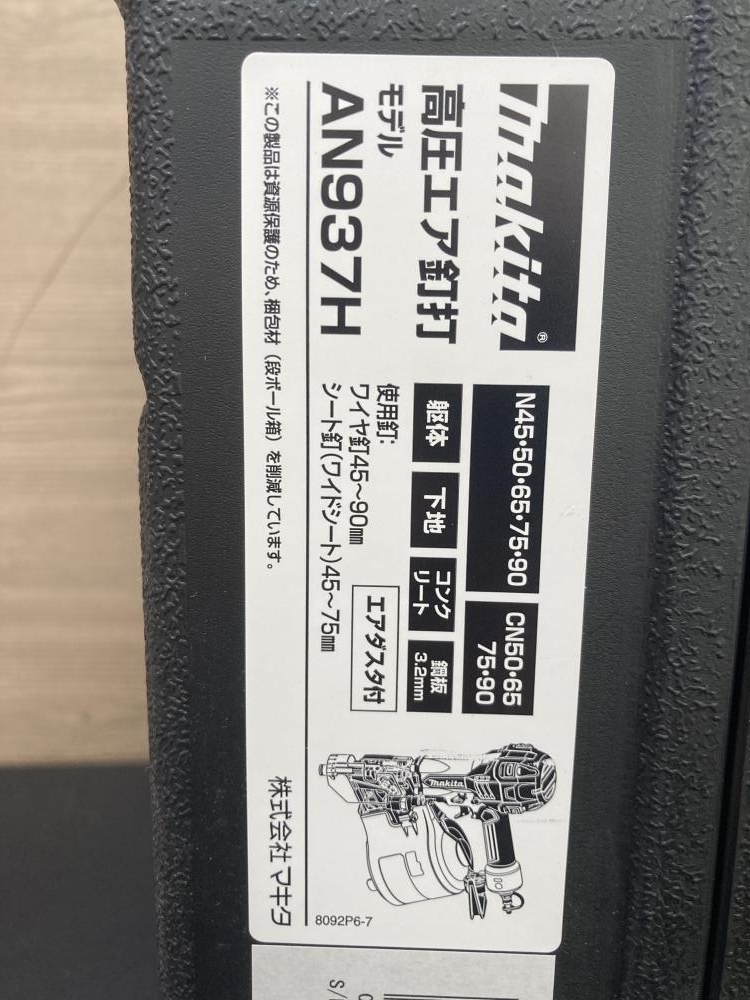 makita®
高圧エア釘打
モデル
AN937H
N45・50・65・75・90
CN50・65
75・90
躯体
下地
コンク
リート
鋼板
3.2mm
使用釘:
ワイヤ釘45〜90㎜
シート釘(ワイドシート)45〜75㎜
エアダスタ付
makita
※この製品は資源保護のため、梱包材(段ボール箱)を削減しています。
株式会社マキタ
8092P6-7